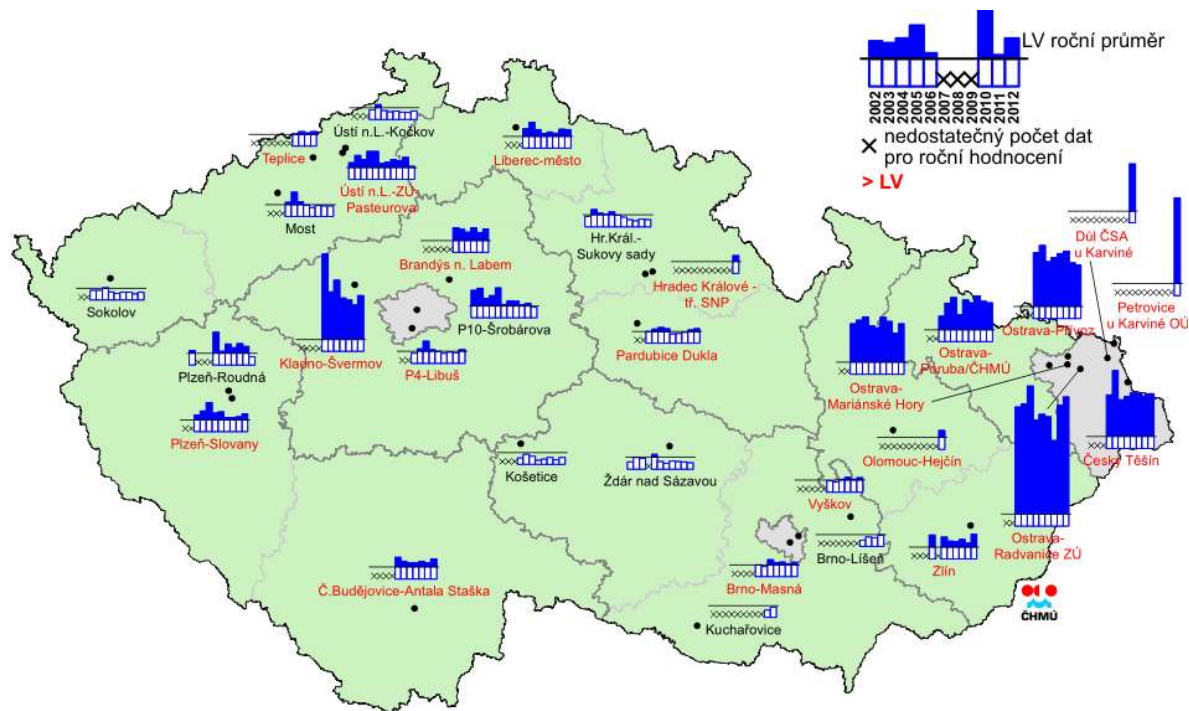 LV roční průměr
2002 2003 2004 2005 2006 2007 2008 2009 2010 2011 2012
× nedostatečný počet dat
pro roční hodnocení
> LV
Ústí n.L.-Kočkov
Teplice
Liberec-město
Ústí n.L.-ZÚ-
Pasteurova
Most
Hr.Král.-
Sukovy sady
Důl ČSA
u Karviné
Brandýs n. Labem
Hradec Králové -
tř. SNP
Sokolov
Petrovice
u Karviné OÚ
P10-Šrobárova
Ostrava-Přívoz
Kladno-Švermov
Plzeň-Roudná
P4-Libuš
Pardubice Dukla
Ostrava-
Poruba/ČHMÚ
Ostrava-
Mariánské Hory
Plzeň-Slovany
Olomouc-Hejčín
Český Těšín
Košetice
Ždár nad Sázavou
Vyškov
Ostrava-
Radvanice ZÚ
Brno-Líšeň
Zlín
Č.Budějovice-Antala Staška
Brno-Masná
Kuchařovice
ČHMÚ